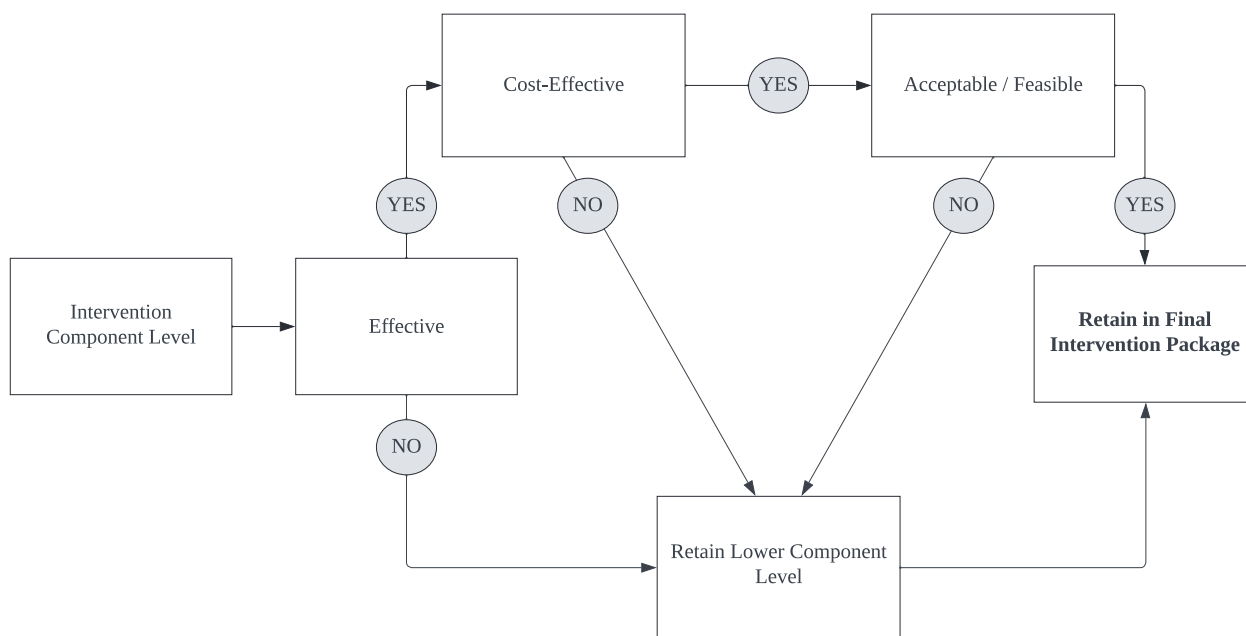 Cost-Effective
YES
Acceptable / Feasible
YES
NO
NO
YES
Intervention
Component Level
Effective
Retain in Final
Intervention Package
NO
Retain Lower Component
Level